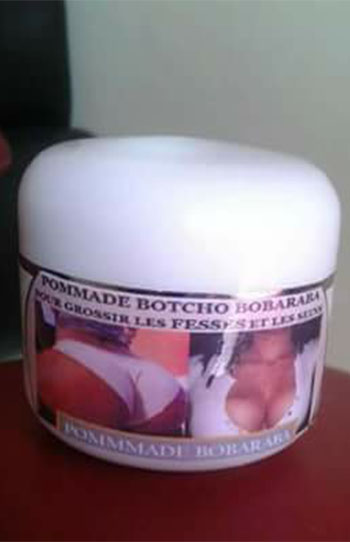 POMMADE BOTCHO BOBARABA
POUR GROSSIR LES FESSES ET LES SEINS
POMMMADE BOBARABA